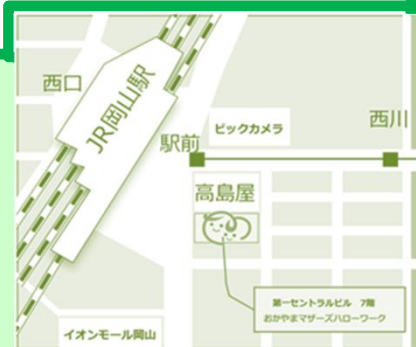 西口
JR岡山駅
駅前
ビックカメラ
西川
高島屋
第一セントラルビル 7階
おかやまマザーズハローワーク
イオンモール岡山